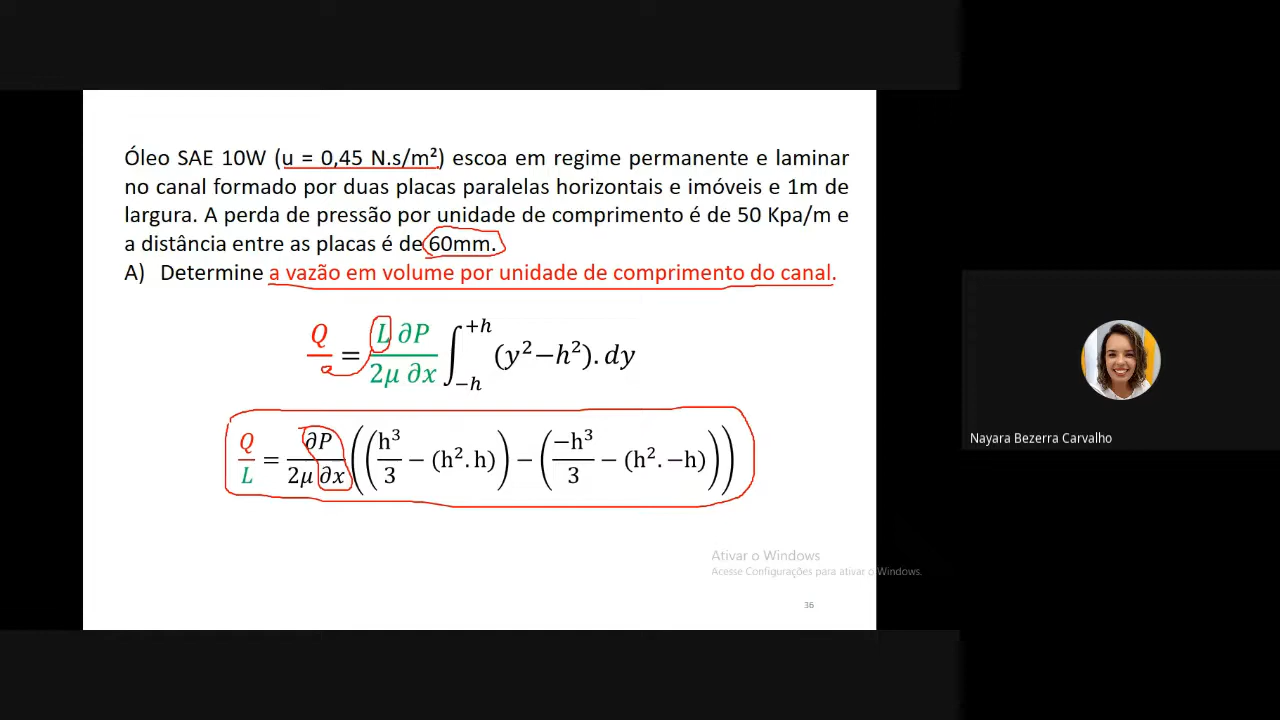 Óleo SAE 10W (u = 0,45 N.s/m²) escoa em regime permanente e laminar
no canal formado por duas placas paralelas horizontais e imóveis e 1m de
largura. A perda de pressão por unidade de comprimento é de 50 Kpa/m e
a distância entre as placas é de 60mm.
A) Determine a vazão em volume por unidade de comprimento do canal.
Q/ = L ∂P / 2μ ∂x ∫₋ₕ⁺ʰ (y²−h²). dy
Q/L = ∂P / 2μ ∂x ((h³/3 − (h². h)) − (−h³/3 − (h². −h)))
Nayara Bezerra Carvalho
Ativar o Windows
Acesse Configurações para ativar o Windows.
36